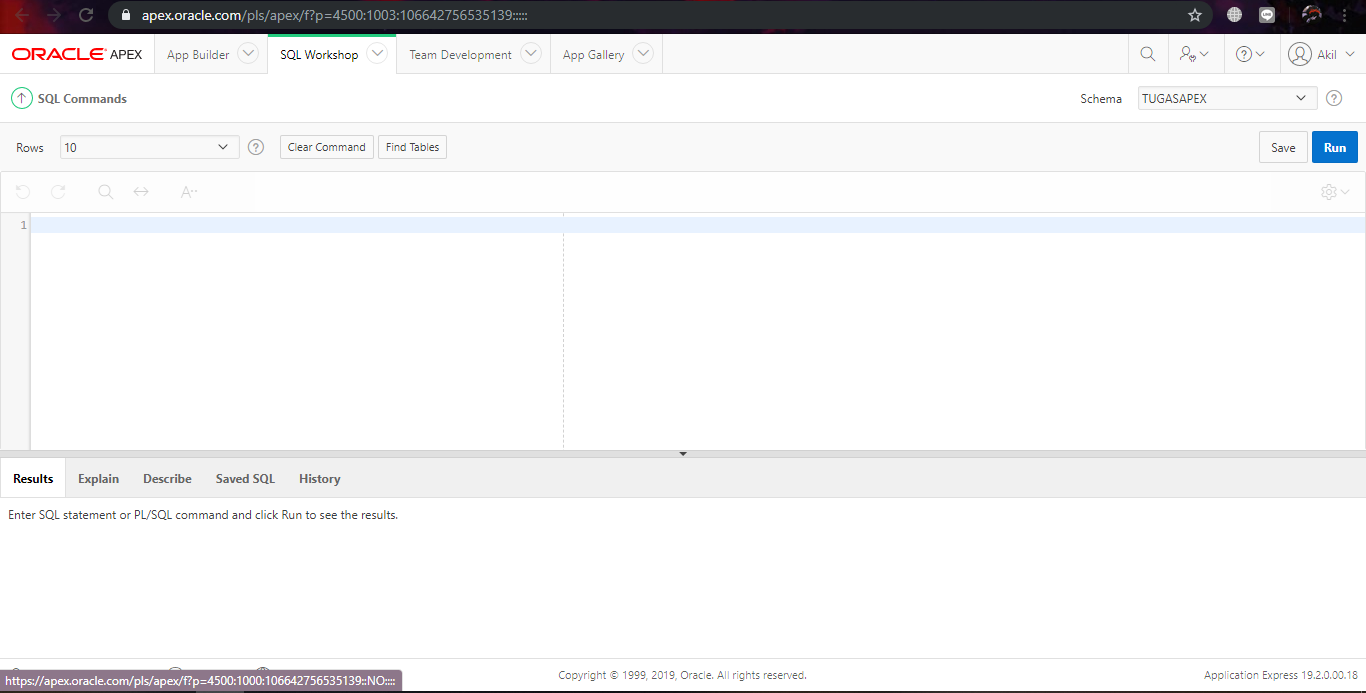 apex.oracle.com/pls/apex/f?p=4500:1003:106642756535139:::::
ORACLE APEX App Builder SQL Workshop Team Development App Gallery Akil
SQL Commands Schema TUGASAPEX
Rows 10 Clear Command Find Tables Save Run
A
1
Results Explain Describe Saved SQL History
Enter SQL statement or PL/SQL command and click Run to see the results.
https://apex.oracle.com/pls/apex/f?p=4500:1000:106642756535139::NO::::
Copyright © 1999, 2019, Oracle. All rights reserved. Application Express 19.2.0.00.18